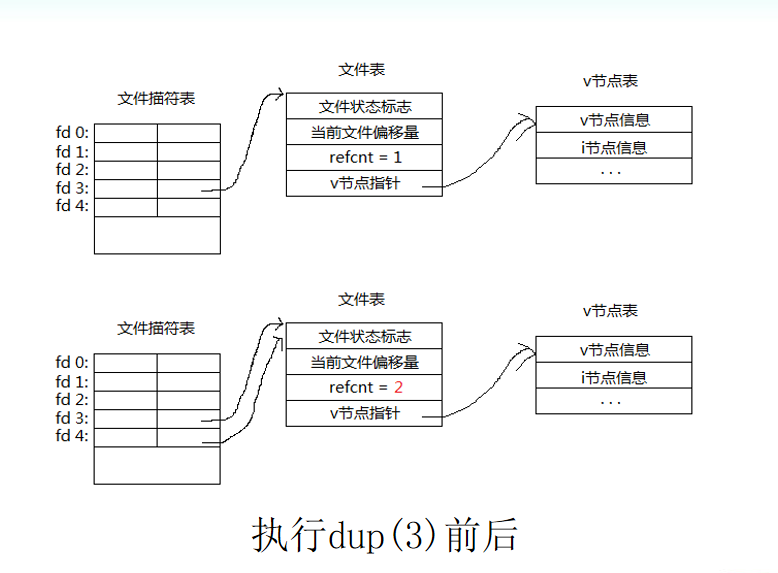 文件表
v节点表
文件描述符表
文件状态标志
v节点信息
fd 0:
当前文件偏移量
i节点信息
fd 1:
refcnt = 1
fd 2:
v节点指针
· · ·
fd 3:
fd 4:
文件表
v节点表
文件描述符表
文件状态标志
v节点信息
fd 0:
当前文件偏移量
i节点信息
fd 1:
refcnt = 2
fd 2:
v节点指针
· · ·
fd 3:
fd 4:
执行dup(3)前后